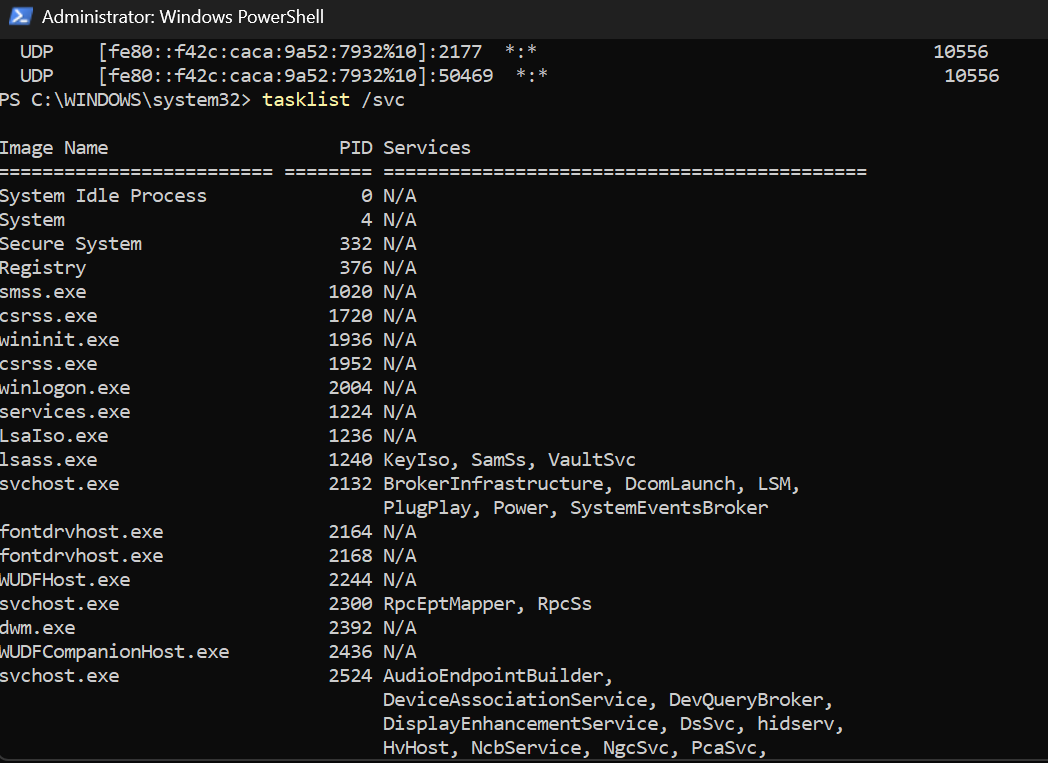 Administrator: Windows PowerShell
UDP [fe80::f42c:caca:9a52:7932%10]:2177 *:* 10556
UDP [fe80::f42c:caca:9a52:7932%10]:50469 *:* 10556
PS C:\WINDOWS\system32> tasklist /svc
Image Name PID Services
========================= ======== ============================================
System Idle Process 0 N/A
System 4 N/A
Secure System 332 N/A
Registry 376 N/A
smss.exe 1020 N/A
csrss.exe 1720 N/A
wininit.exe 1936 N/A
csrss.exe 1952 N/A
winlogon.exe 2004 N/A
services.exe 1224 N/A
LsaIso.exe 1236 N/A
lsass.exe 1240 KeyIso, SamSs, VaultSvc
svchost.exe 2132 BrokerInfrastructure, DcomLaunch, LSM,
PlugPlay, Power, SystemEventsBroker
fontdrvhost.exe 2164 N/A
fontdrvhost.exe 2168 N/A
WUDFHost.exe 2244 N/A
svchost.exe 2300 RpcEptMapper, RpcSs
dwm.exe 2392 N/A
WUDFCompanionHost.exe 2436 N/A
svchost.exe 2524 AudioEndpointBuilder,
DeviceAssociationService, DevQueryBroker,
DisplayEnhancementService, DsSvc, hidserv,
HvHost, NcbService, NgcSvc, PcaSvc,